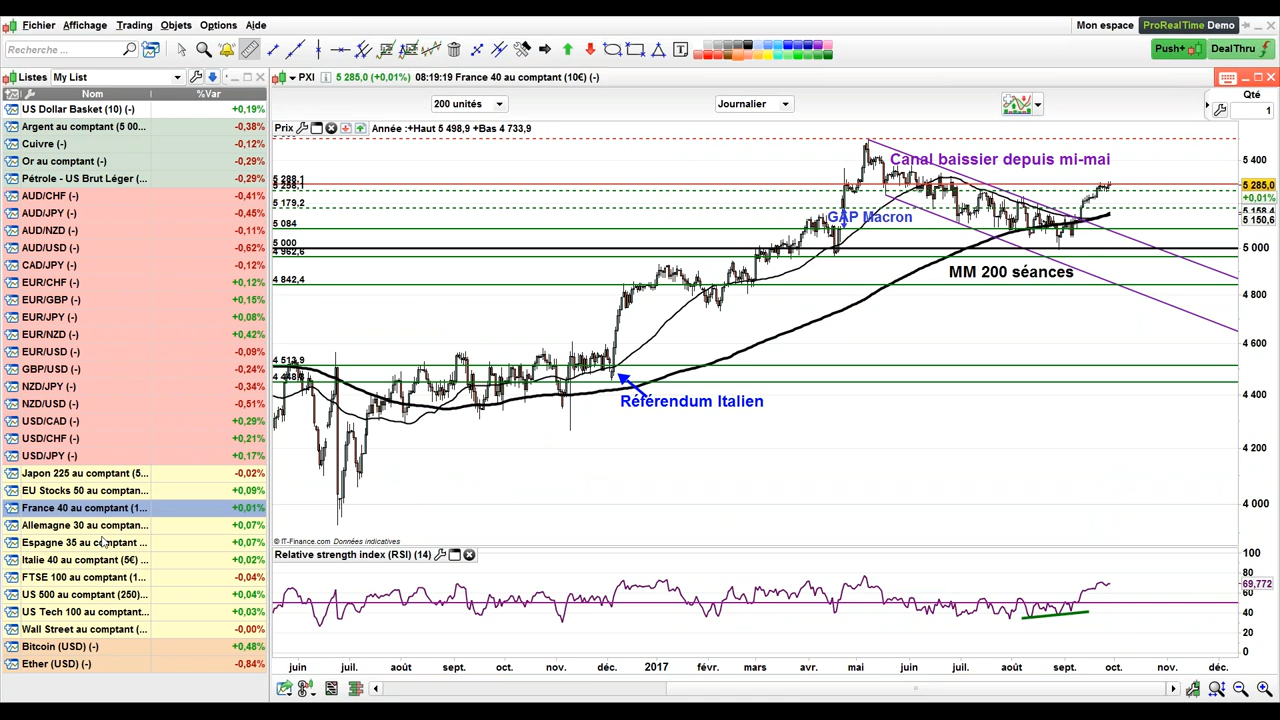 Fichier Affichage Trading Objets Options Aide
Mon espace ProRealTime Demo
Recherche ...
Push+ DealThru
Listes My List
Nom %Var
US Dollar Basket (10) (-) +0,19%
Argent au comptant (5 00... -0,38%
Cuivre (-) -0,12%
Or au comptant (-) -0,29%
Pétrole - US Brut Léger (... -0,29%
AUD/CHF (-) -0,41%
AUD/JPY (-) -0,45%
AUD/NZD (-) -0,11%
AUD/USD (-) -0,62%
CAD/JPY (-) -0,12%
EUR/CHF (-) +0,12%
EUR/GBP (-) +0,15%
EUR/JPY (-) +0,08%
EUR/NZD (-) +0,42%
EUR/USD (-) -0,09%
GBP/USD (-) -0,24%
NZD/JPY (-) -0,34%
NZD/USD (-) -0,51%
USD/CAD (-) +0,29%
USD/CHF (-) +0,21%
USD/JPY (-) +0,17%
Japon 225 au comptant (5... -0,02%
EU Stocks 50 au comptan... +0,09%
France 40 au comptant (1... +0,01%
Allemagne 30 au comptan... +0,07%
Espagne 35 au comptant ... +0,07%
Italie 40 au comptant (5€) ... +0,02%
FTSE 100 au comptant (1... -0,04%
US 500 au comptant (250)... +0,04%
US Tech 100 au comptant... +0,03%
Wall Street au comptant (... -0,00%
Bitcoin (USD) (-) +0,48%
Ether (USD) (-) -0,84%
PXI 5 285,0 (+0,01%) 08:19:19 France 40 au comptant (10€) (-)
200 unités Journalier
Qté
1
Prix Année :+Haut 5 498,9 +Bas 4 733,9
Canal baissier depuis mi-mai
5 400
5 288,1
5 285,0
+0,01%
5 179,2
GAP Macron
5 158,4
5 150,6
5 084
5 000
5 000
4 962,6
MM 200 séances
4 842,4
4 800
4 600
4 513,9
4 448,6
Référendum Italien
4 400
4 200
4 000
© IT-Finance.com Données indicatives
Relative strength index (RSI) (14)
100
80
69,772
60
40
20
0
juin juil. août sept. oct. nov. déc. 2017 févr. mars avr. mai juin juil. août sept. oct. nov. déc.